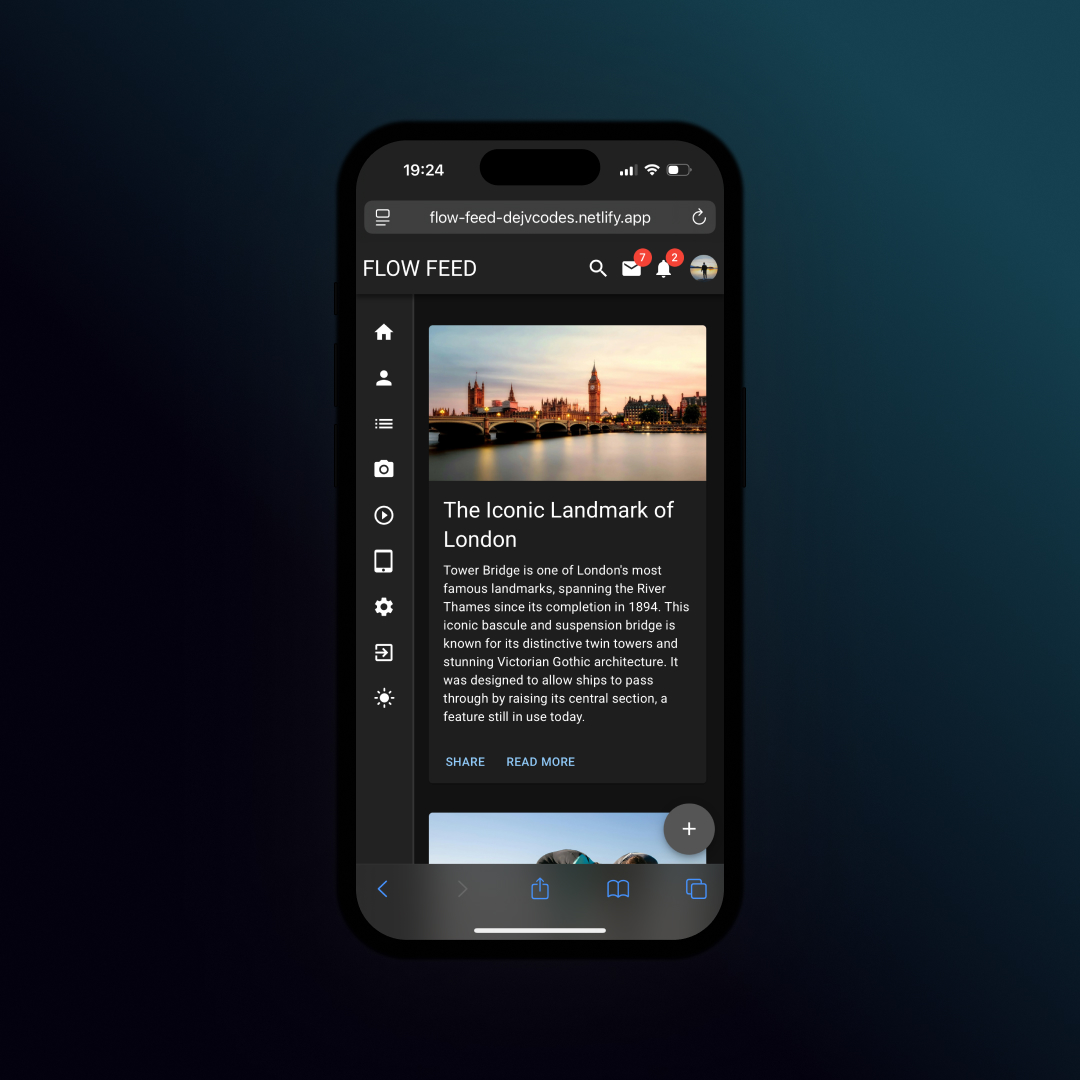 19:24
flow-feed-dejvcodes.netlify.app
FLOW FEED
7
2
The Iconic Landmark of
London
Tower Bridge is one of London's most
famous landmarks, spanning the River
Thames since its completion in 1894. This
iconic bascule and suspension bridge is
known for its distinctive twin towers and
stunning Victorian Gothic architecture. It
was designed to allow ships to pass
through by raising its central section, a
feature still in use today.
SHARE READ MORE
+